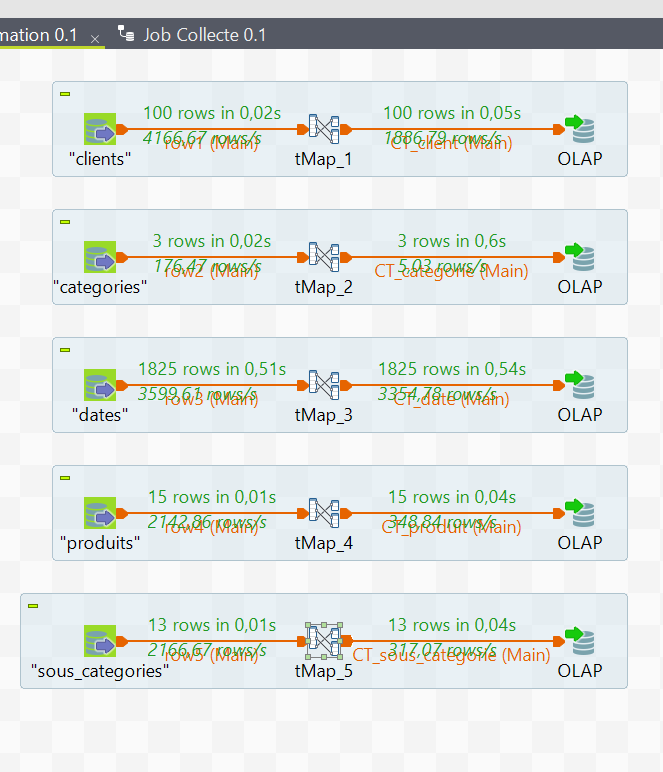 mation 0.1
Job Collecte 0.1
100 rows in 0,02s
100 rows in 0,05s
4166,67 rows/s
1886,79 rows/s
row1 (Main)
CT_client (Main)
"clients"
tMap_1
OLAP
3 rows in 0,02s
3 rows in 0,6s
176,47 rows/s
5,03 rows/s
row2 (Main)
CT_categorie (Main)
"categories"
tMap_2
OLAP
1825 rows in 0,51s
1825 rows in 0,54s
3599,61 rows/s
3354,78 rows/s
row3 (Main)
CT_date (Main)
"dates"
tMap_3
OLAP
15 rows in 0,01s
15 rows in 0,04s
2142,86 rows/s
348,84 rows/s
row4 (Main)
CT_produit (Main)
"produits"
tMap_4
OLAP
13 rows in 0,01s
13 rows in 0,04s
2166,67 rows/s
317,07 rows/s
row5 (Main)
CT_sous_categorie (Main)
"sous_categories"
tMap_5
OLAP